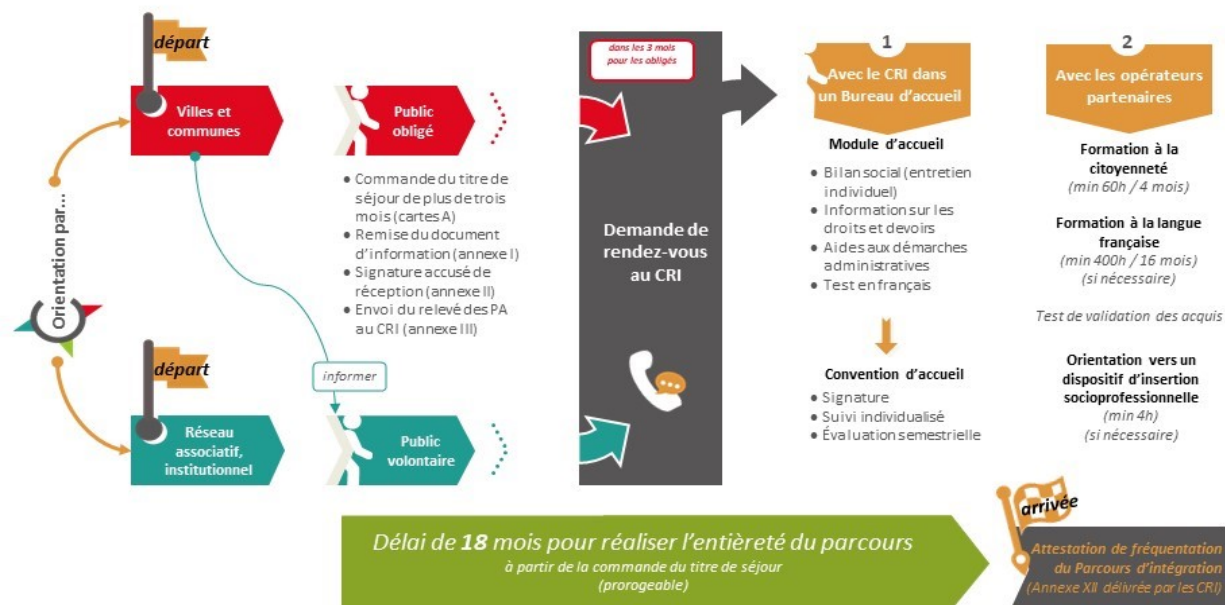 Orientation par...
départ
Villes et
communes
Public
obligé
• Commande du titre de
séjour de plus de trois
mois (cartes A)
• Remise du document
d'information (annexe I)
• Signature accusé de
réception (annexe II)
• Envoi du relevé des PA
au CRI (annexe III)
informer
départ
Réseau
associatif,
institutionnel
Public
volontaire
dans les 3 mois
pour les obligés
Demande de
rendez-vous
au CRI
1
Avec le CRI dans
un Bureau d'accueil
Module d'accueil
• Bilan social (entretien
individuel)
• Information sur les
droits et devoirs
• Aides aux démarches
administratives
• Test en français
Convention d'accueil
• Signature
• Suivi individualisé
• Évaluation semestrielle
2
Avec les opérateurs
partenaires
Formation à la
citoyenneté
(min 60h / 4 mois)
Formation à la langue
française
(min 400h / 16 mois)
(si nécessaire)
Test de validation des acquis
Orientation vers un
dispositif d'insertion
socioprofessionnelle
(min 4h)
(si nécessaire)
Délai de 18 mois pour réaliser l'entièreté du parcours
à partir de la commande du titre de séjour
(prorogeable)
arrivée
Attestation de fréquentation
du Parcours d'intégration
(Annexe XII délivrée par les CRI)